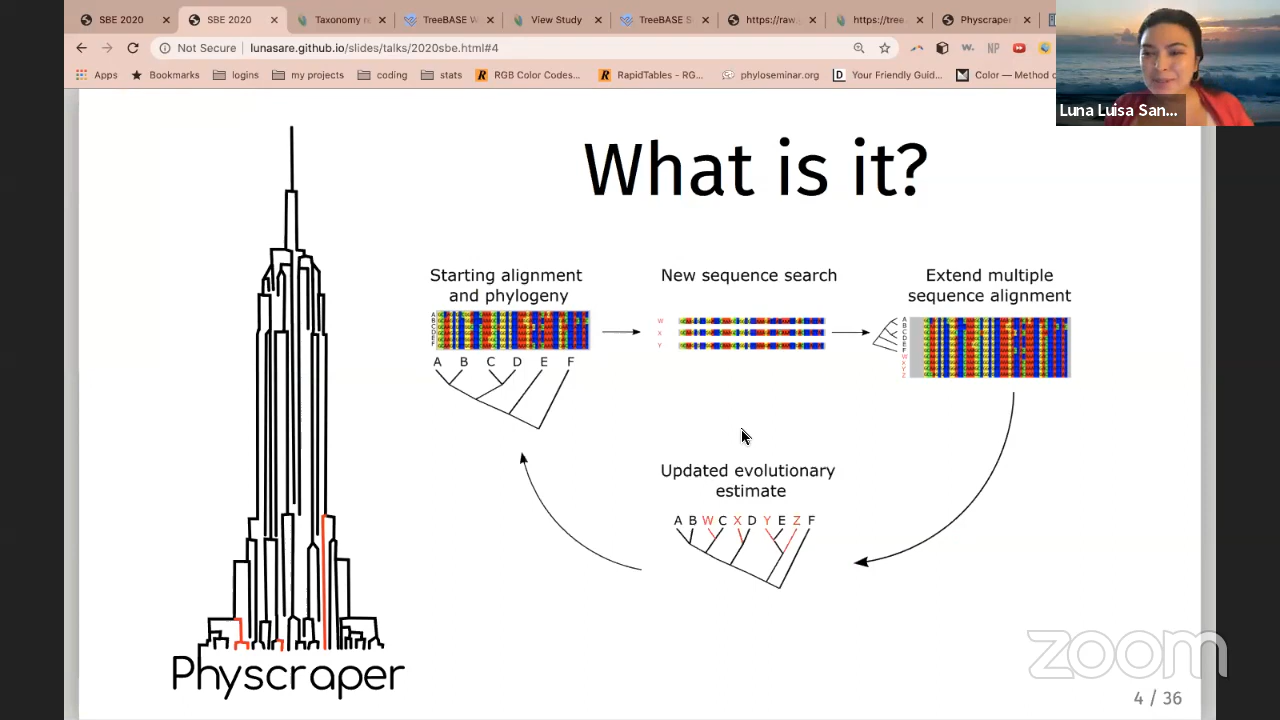 SBE 2020
SBE 2020
Taxonomy r
TreeBASE W
View Study
TreeBASE S
https://raw.
https://tree
Physcraper
Not Secure
lunasare.github.io/slides/talks/2020sbe.html#4
Apps
Bookmarks
logins
my projects
coding
stats
RGB Color Codes...
RapidTables - RG...
phyloseminar.org
Your Friendly Guid...
Color — Method o
Luna Luisa San...
What is it?
Starting alignment
and phylogeny
New sequence search
Extend multiple
sequence alignment
A B C D E F
W
X
Y
A
B
C
D
E
F
W
X
Y
Z
Updated evolutionary
estimate
A B W C X D Y E Z F
Physcraper
zoom
4 / 36